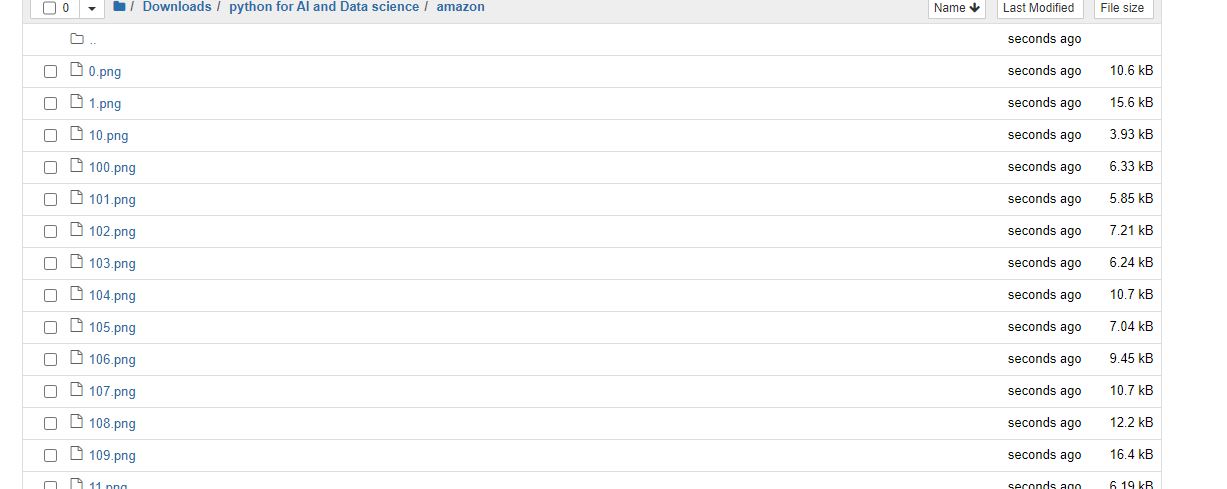 0 / Downloads / python for AI and Data science / amazon Name Last Modified File size
.. seconds ago
0.png seconds ago 10.6 kB
1.png seconds ago 15.6 kB
10.png seconds ago 3.93 kB
100.png seconds ago 6.33 kB
101.png seconds ago 5.85 kB
102.png seconds ago 7.21 kB
103.png seconds ago 6.24 kB
104.png seconds ago 10.7 kB
105.png seconds ago 7.04 kB
106.png seconds ago 9.45 kB
107.png seconds ago 10.7 kB
108.png seconds ago 12.2 kB
109.png seconds ago 16.4 kB
11.png seconds ago 6.19 kB